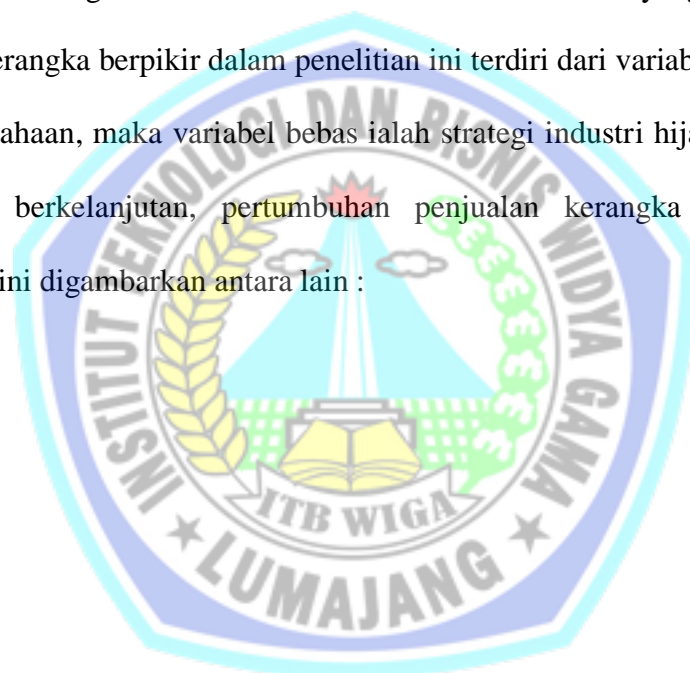 erangka berpikir dalam penelitian ini terdiri dari variab
ahaan, maka variabel bebas ialah strategi industri hija
berkelanjutan, pertumbuhan penjualan kerangka
ini digambarkan antara lain :
INSTITUT TEKNOLOGI DAN BISNIS WIDYA GAMA
ITB WIGA
★ LUMAJANG ★